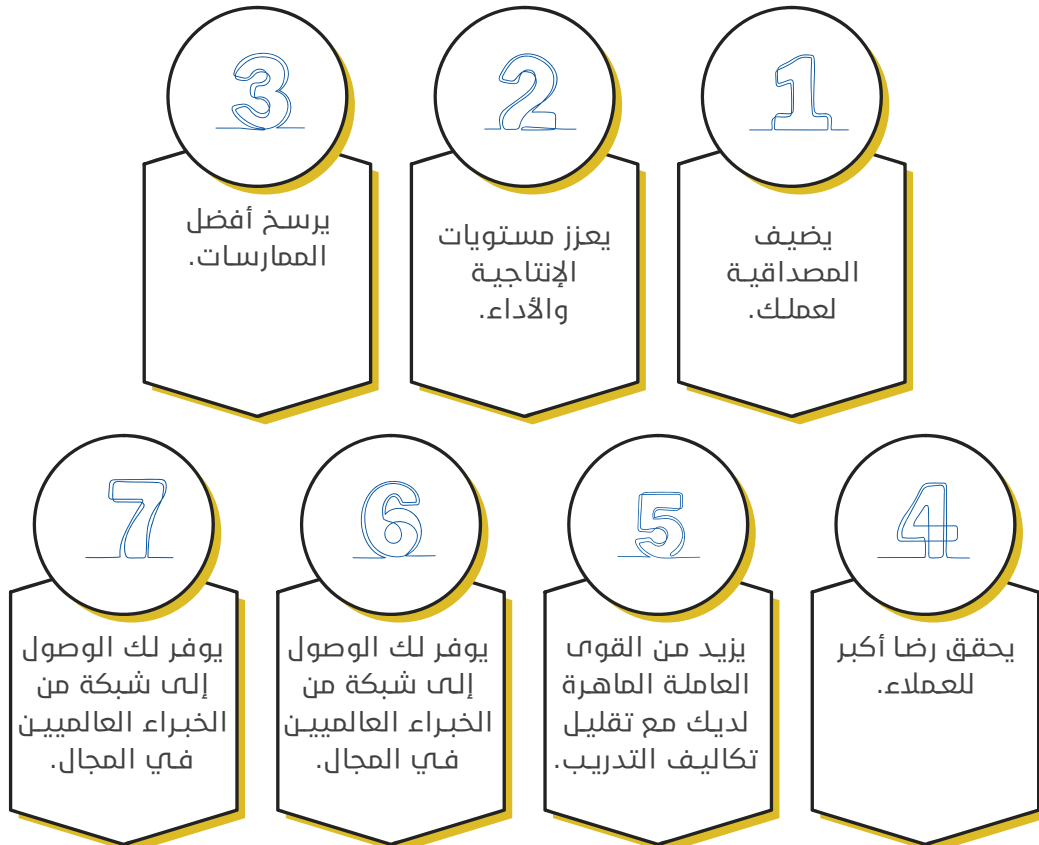 1
يضيف
المصداقية
لعملك.
2
يعزز مستويات
الإنتاجية
والأداء.
3
يرسخ أفضل
الممارسات.
4
يحقق رضا أكبر
للعملاء.
5
يزيد من القوى
العاملة الماهرة
لديك مع تقليل
تكاليف التدريب.
6
يوفر لك الوصول
إلى شبكة من
الخبراء العالميين
في المجال.
7
يوفر لك الوصول
إلى شبكة من
الخبراء العالميين
في المجال.